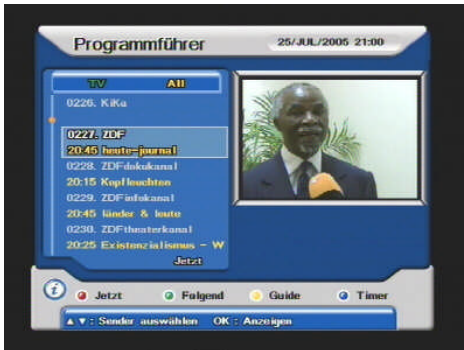 Programmführer
25/JUL/2005 21:00
TV All
0226. KiKa
0227. ZDF
20:45 heute-journal
0228. ZDFdokukanal
20:15 Kopfleuchten
0229. ZDFinfokanal
20:45 länder & leute
0230. ZDFtheaterkanal
20:25 Existenzialismus - W
Jetzt
Jetzt Folgend Guide Timer
▲▼: Sender auswählen OK : Anzeigen